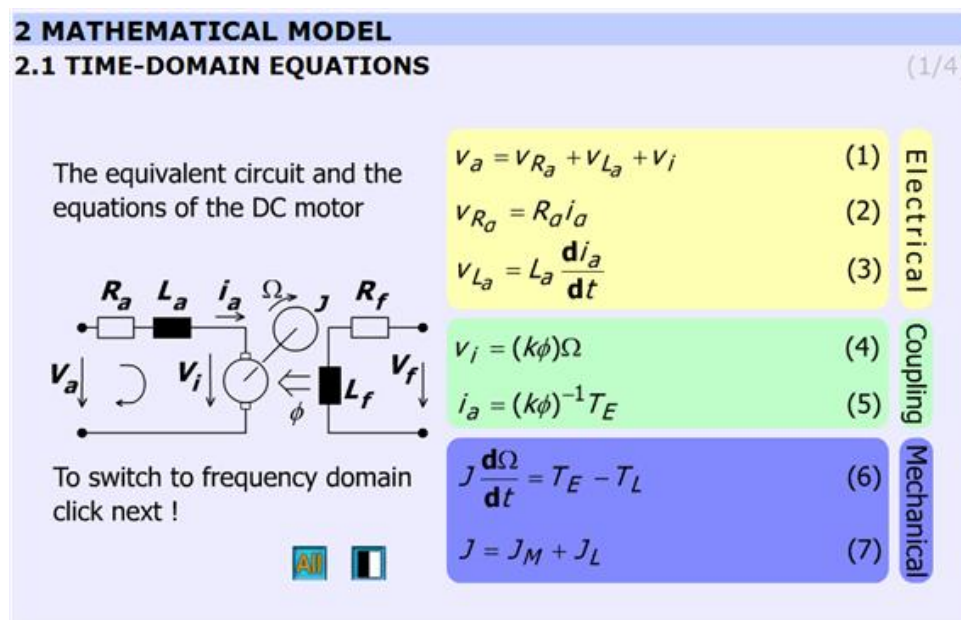 2 MATHEMATICAL MODEL
2.1 TIME-DOMAIN EQUATIONS (1/4
The equivalent circuit and the
equations of the DC motor
R_a L_a i_a Ω J R_f
V_a V_i ϕ L_f V_f
To switch to frequency domain
click next !
All
v_a = v_{R_a} + v_{L_a} + v_i (1)
v_{R_a} = R_a i_a (2)
v_{L_a} = L_a di_a/dt (3)
Electrical
v_i = (kϕ)Ω (4)
i_a = (kϕ)^{-1} T_E (5)
Coupling
J dΩ/dt = T_E − T_L (6)
J = J_M + J_L (7)
Mechanical